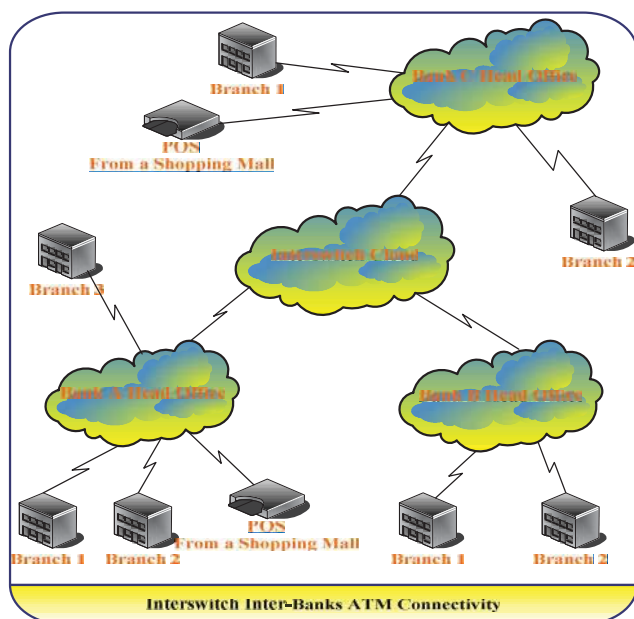 Bank C Head Office
Branch 1
POS
From a Shopping Mall
Branch 2
Interswitch Cloud
Branch 3
Bank A Head Office
Bank B Head Office
Branch 1
Branch 2
POS
From a Shopping Mall
Branch 1
Branch 2
Interswitch Inter-Banks ATM Connectivity